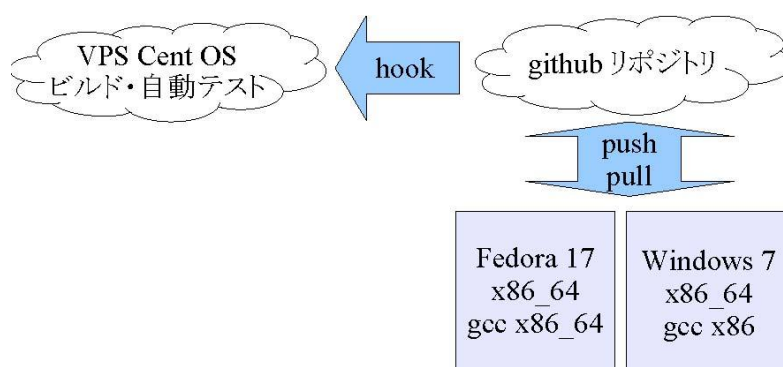 VPS Cent OS
ビルド・自動テスト
hook
github リポジトリ
push
pull
Fedora 17
x86_64
gcc x86_64
Windows 7
x86_64
gcc x86